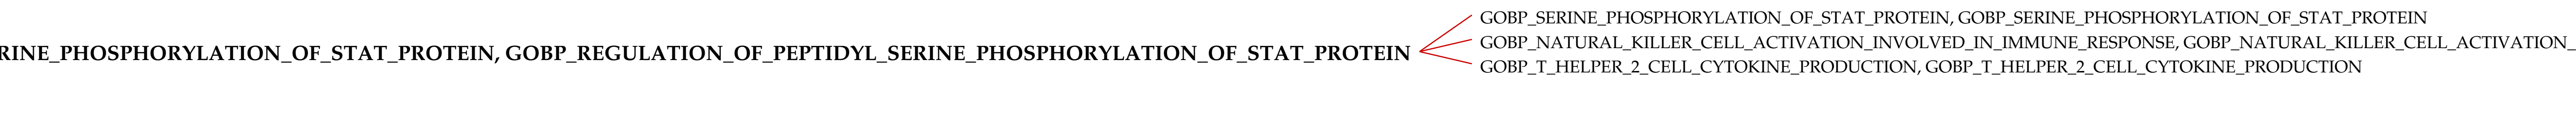 RINE_PHOSPHORYLATION_OF_STAT_PROTEIN, GOBP_REGULATION_OF_PEPTIDYL_SERINE_PHOSPHORYLATION_OF_STAT_PROTEIN
GOBP_SERINE_PHOSPHORYLATION_OF_STAT_PROTEIN, GOBP_SERINE_PHOSPHORYLATION_OF_STAT_PROTEIN
GOBP_NATURAL_KILLER_CELL_ACTIVATION_INVOLVED_IN_IMMUNE_RESPONSE, GOBP_NATURAL_KILLER_CELL_ACTIVATION_
GOBP_T_HELPER_2_CELL_CYTOKINE_PRODUCTION, GOBP_T_HELPER_2_CELL_CYTOKINE_PRODUCTION